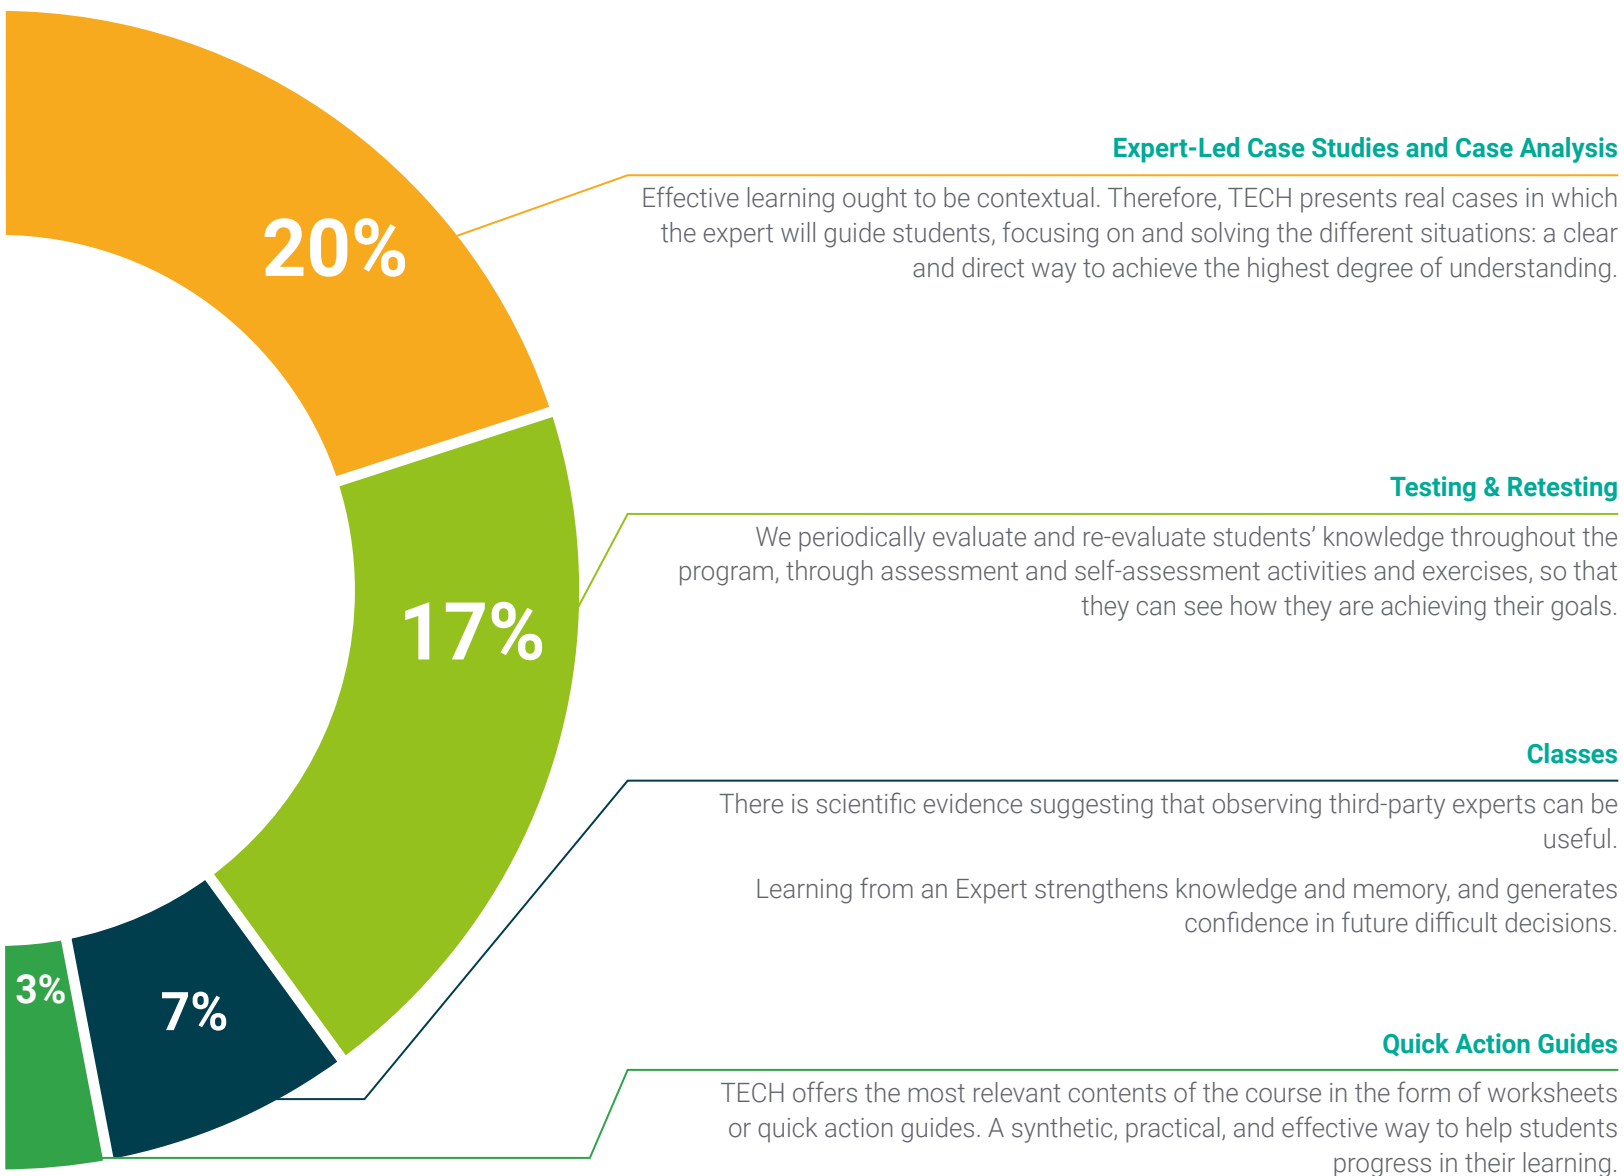 Expert-Led Case Studies and Case Analysis
Effective learning ought to be contextual. Therefore, TECH presents real cases in which
the expert will guide students, focusing on and solving the different situations: a clear
and direct way to achieve the highest degree of understanding.
20%
Testing & Retesting
We periodically evaluate and re-evaluate students’ knowledge throughout the
program, through assessment and self-assessment activities and exercises, so that
they can see how they are achieving their goals.
17%
Classes
There is scientific evidence suggesting that observing third-party experts can be
useful.
Learning from an Expert strengthens knowledge and memory, and generates
confidence in future difficult decisions.
7%
3%
Quick Action Guides
TECH offers the most relevant contents of the course in the form of worksheets
or quick action guides. A synthetic, practical, and effective way to help students
progress in their learning.